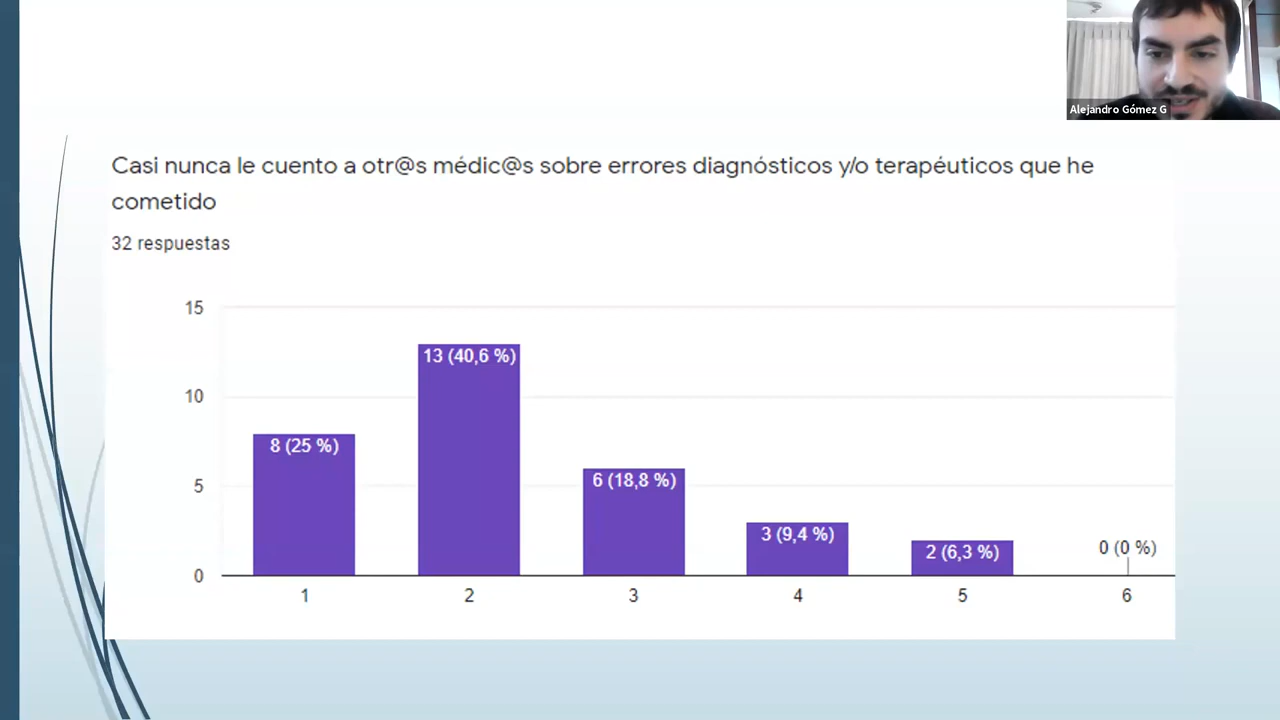 Alejandro Gómez G
Casi nunca le cuento a otr@s médic@s sobre errores diagnósticos y/o terapéuticos que he
cometido
32 respuestas
15
10
5
0
8 (25 %)
13 (40,6 %)
6 (18,8 %)
3 (9,4 %)
2 (6,3 %)
0 (0 %)
1
2
3
4
5
6